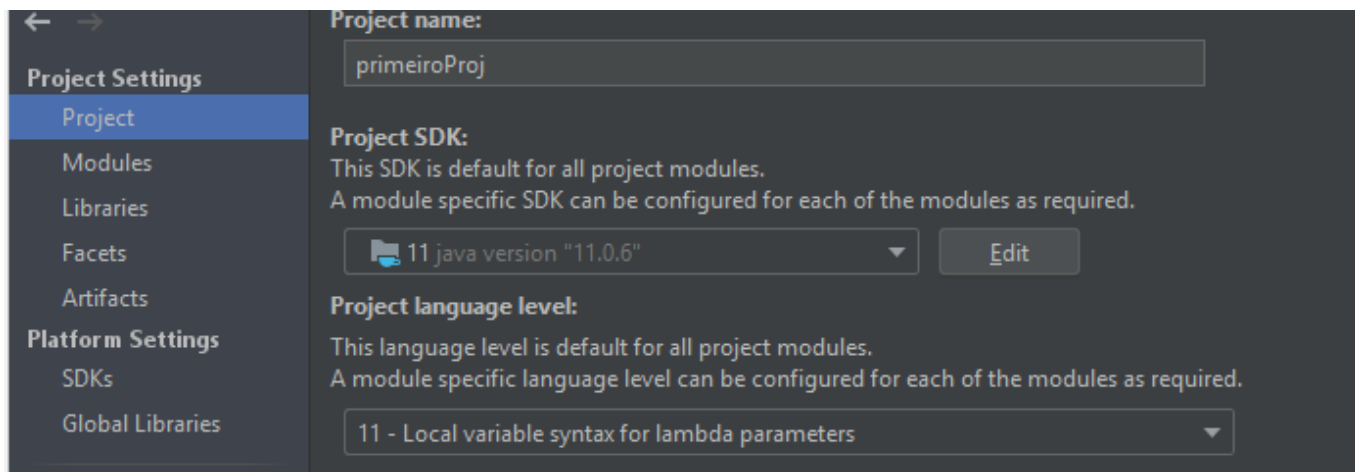 Project Settings
Project
Modules
Libraries
Facets
Artifacts
Platform Settings
SDKs
Global Libraries
Project name:
primeiroProj
Project SDK:
This SDK is default for all project modules.
A module specific SDK can be configured for each of the modules as required.
11 java version "11.0.6"
Edit
Project language level:
This language level is default for all project modules.
A module specific language level can be configured for each of the modules as required.
11 - Local variable syntax for lambda parameters